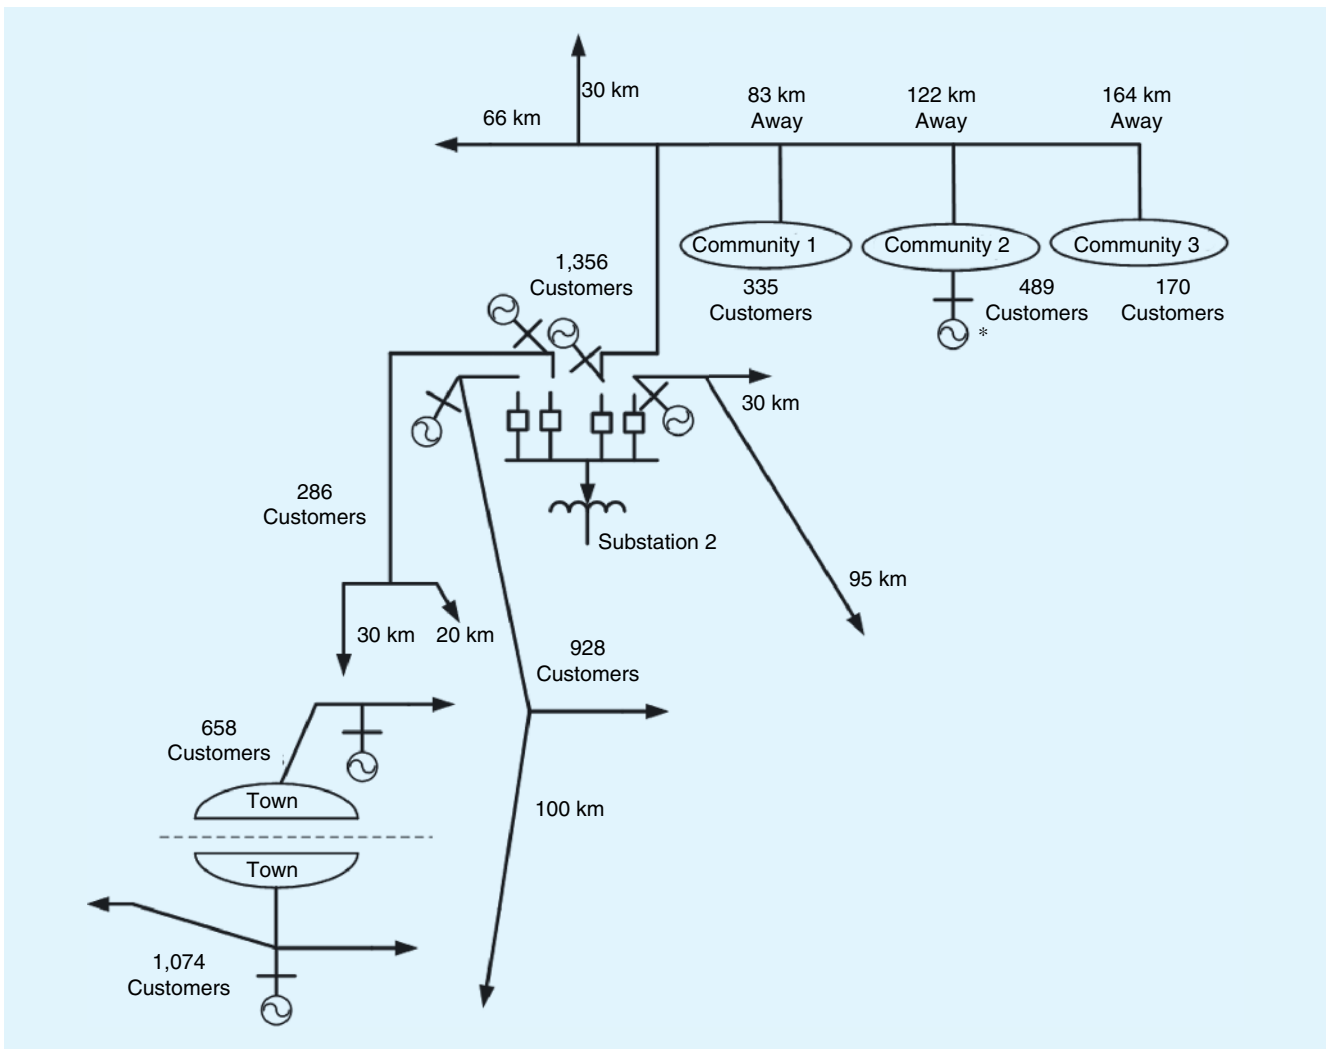 30 km
66 km
83 km
Away
122 km
Away
164 km
Away
Community 1
Community 2
Community 3
335
Customers
489
Customers
170
Customers
*
1,356
Customers
30 km
286
Customers
Substation 2
95 km
30 km
20 km
928
Customers
658
Customers
Town
100 km
Town
1,074
Customers